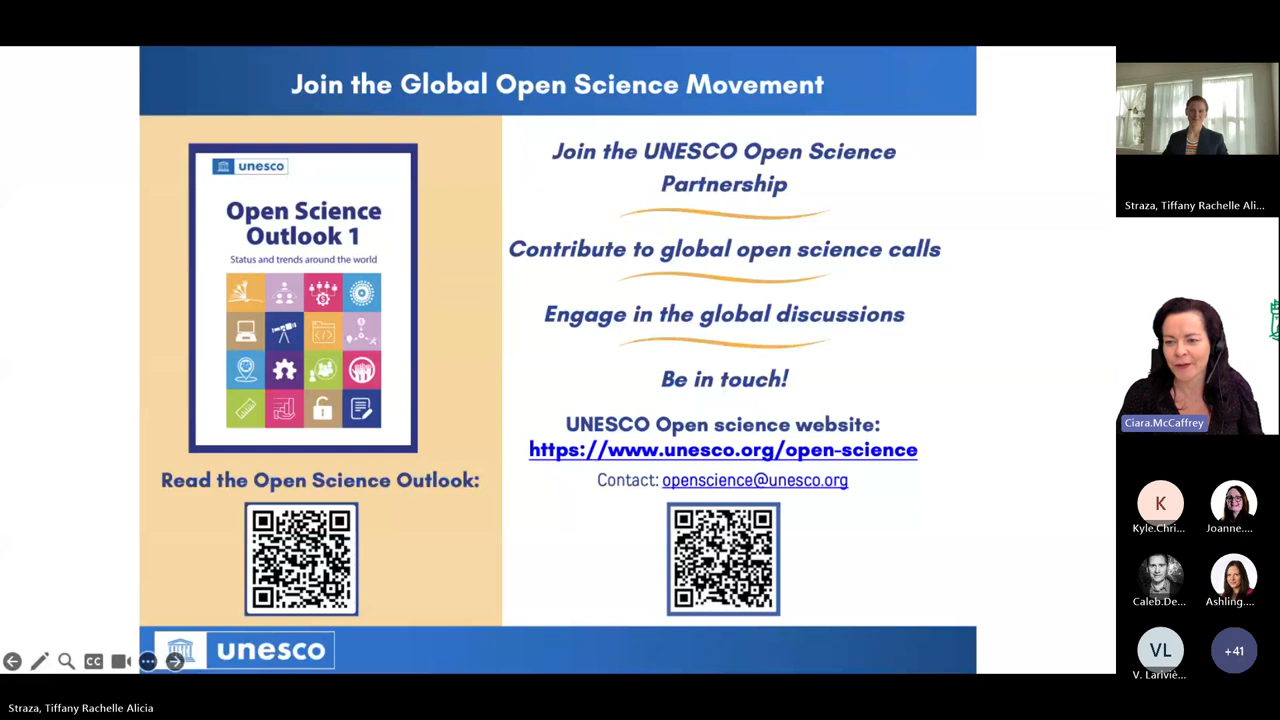 Join the Global Open Science Movement
unesco
Open Science
Outlook 1
Status and trends around the world
Read the Open Science Outlook:
Join the UNESCO Open Science
Partnership
Contribute to global open science calls
Engage in the global discussions
Be in touch!
UNESCO Open science website:
https://www.unesco.org/open-science
Contact: openscience@unesco.org
unesco
CC
Straza, Tiffany Rachelle Alicia
Straza, Tiffany Rachelle Ali...
Ciara.McCaffrey
K
Kyle.Chri...
Joanne....
Caleb.De...
Ashling....
VL
V. Larivié...
+41